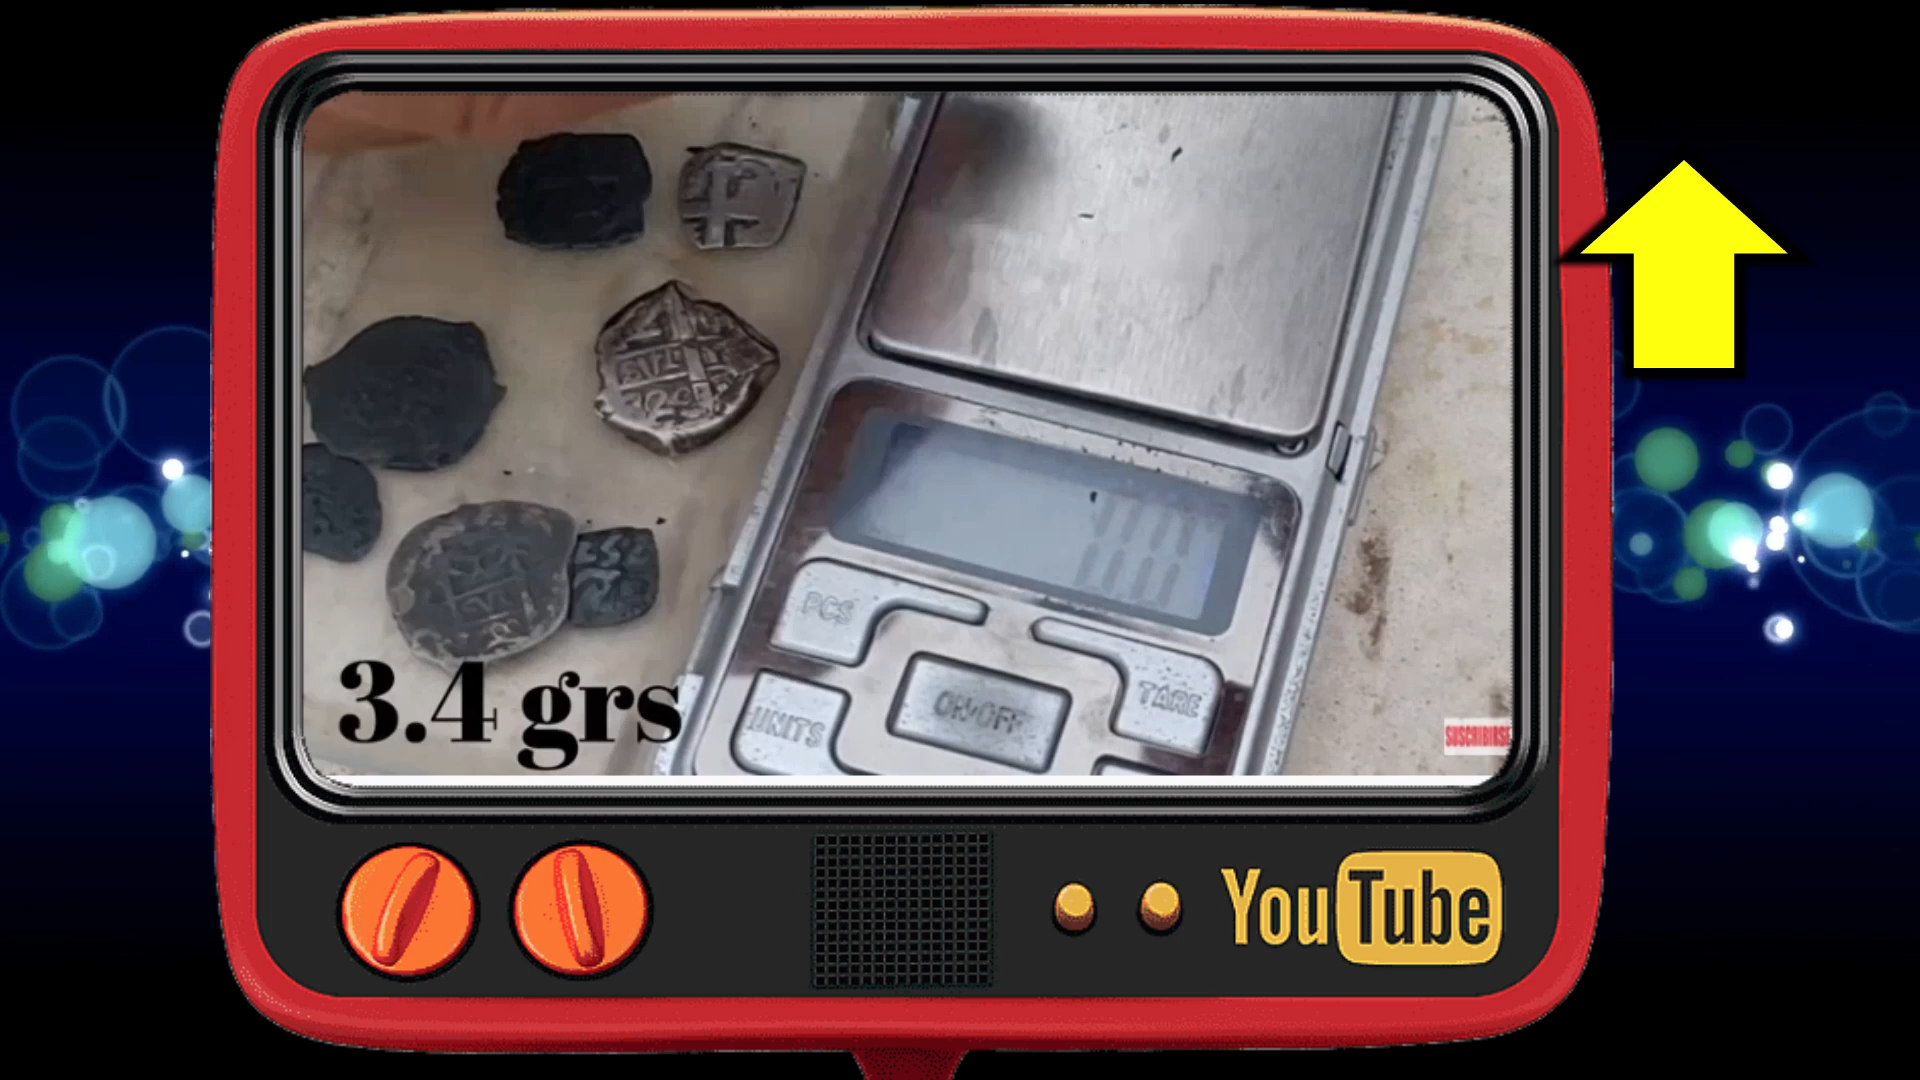 PCS
TARE
UNITS
ON·OFF
3.4 grs
SUSCRIBIRSE
YouTube